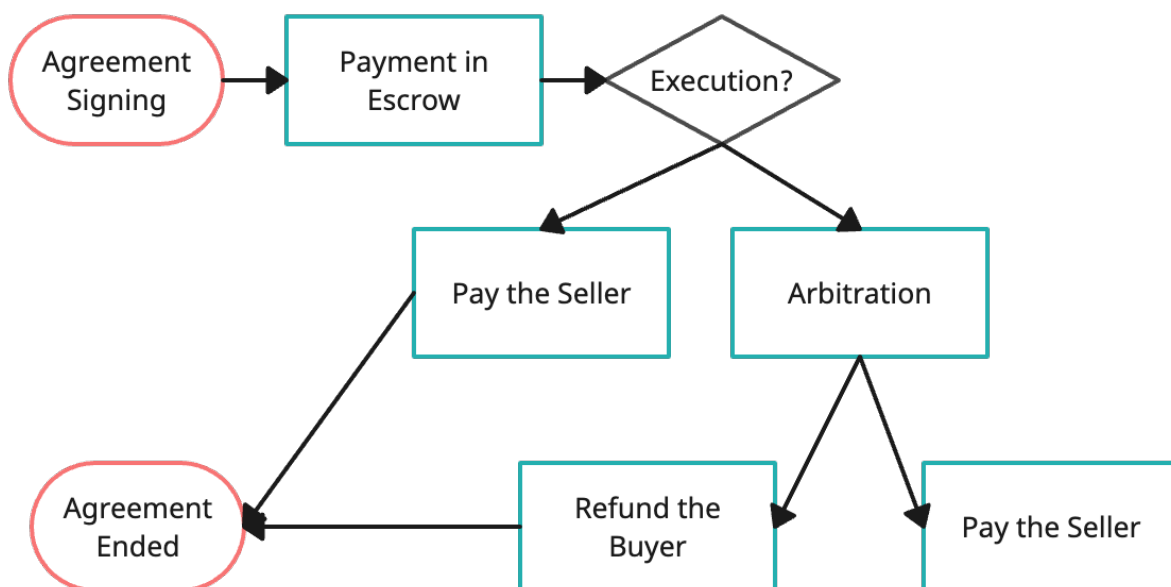 Agreement
Signing
Payment in
Escrow
Execution?
Pay the Seller
Arbitration
Agreement
Ended
Refund the
Buyer
Pay the Seller